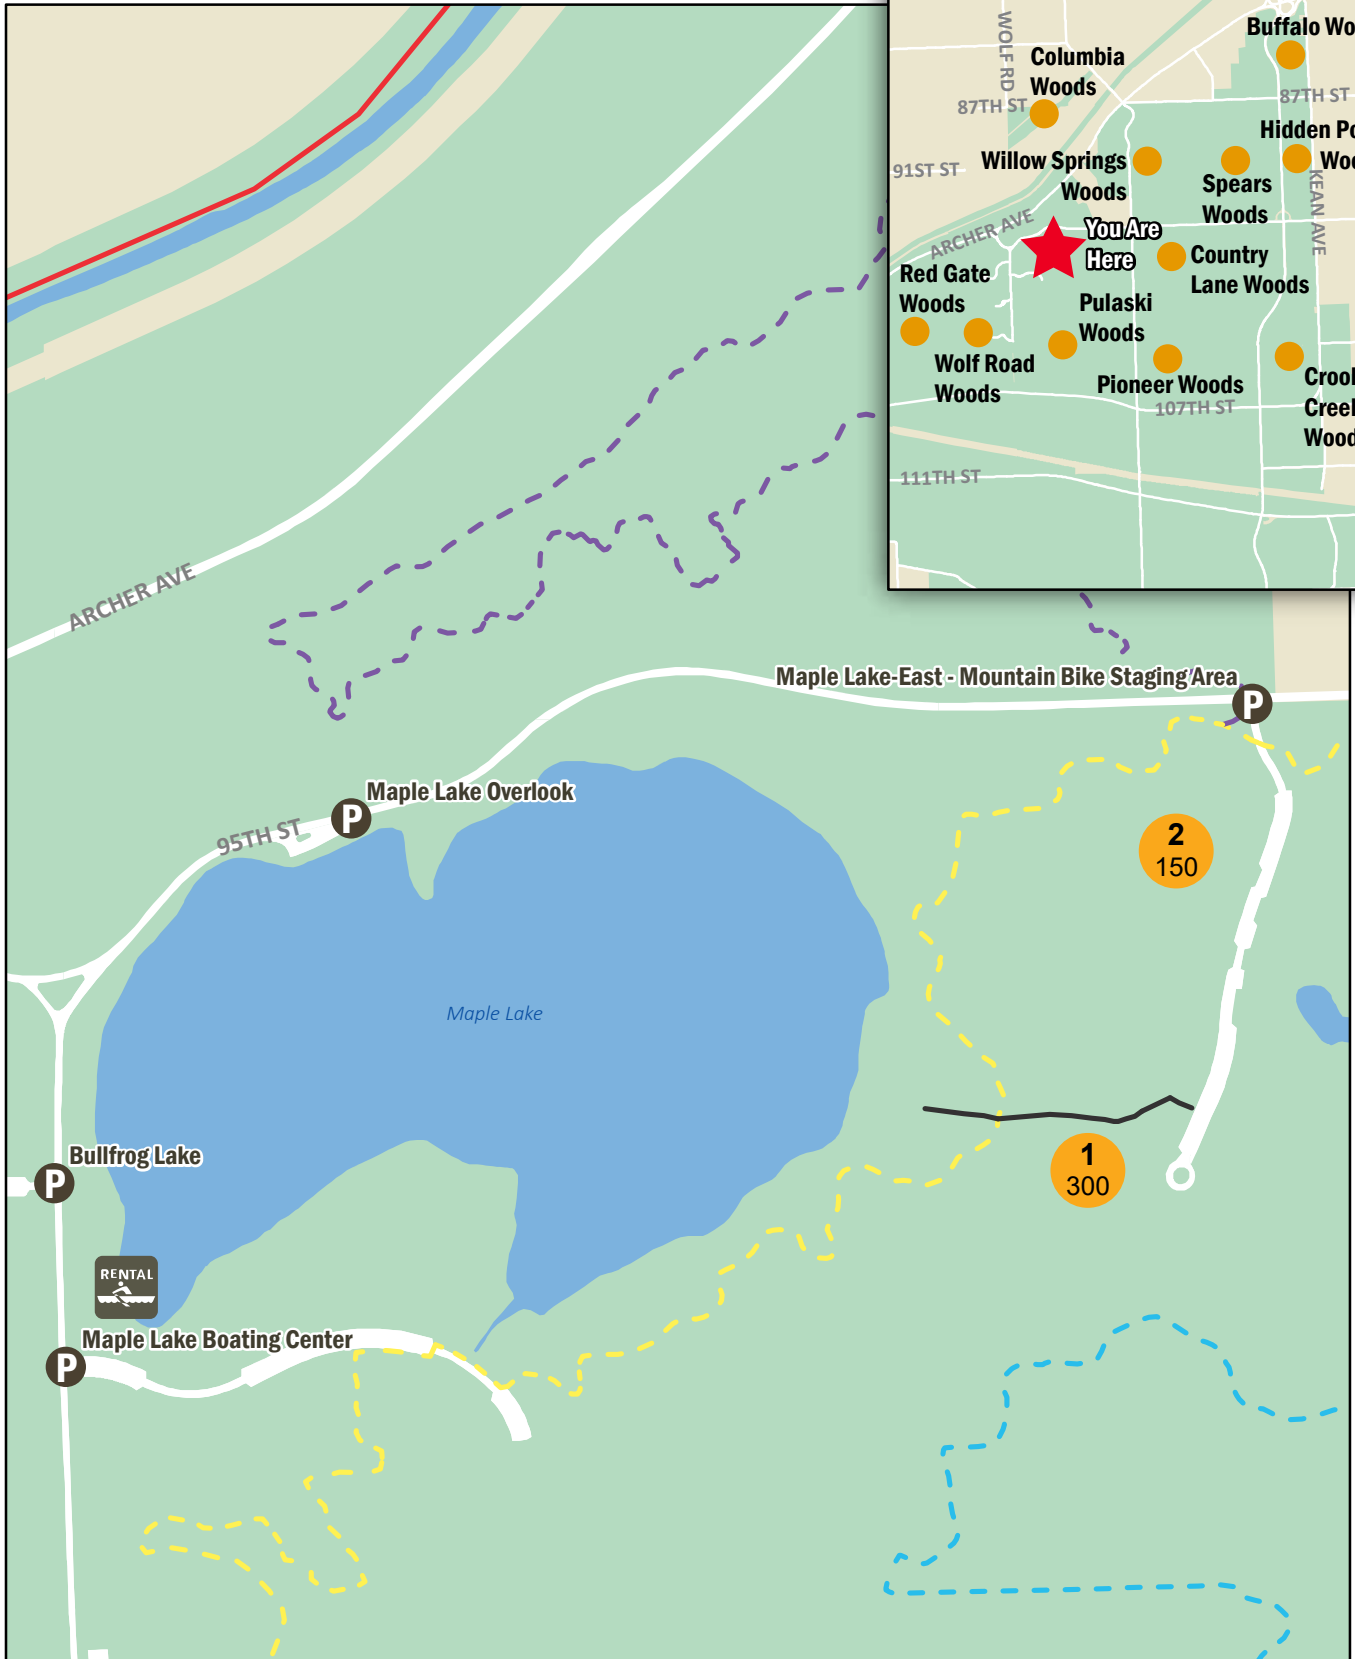 WOLF RD
Columbia
Woods
87TH ST
Buffalo Wo
87TH ST
Hidden Po
Woo
91ST ST
Willow Springs
Woods
Spears
Woods
KEAN AVE
ARCHER AVE
You Are
Here
Country
Lane Woods
Red Gate
Woods
Pulaski
Woods
Wolf Road
Woods
Pioneer Woods
107TH ST
Crook
Creek
Wood
111TH ST
ARCHER AVE
Maple Lake-East - Mountain Bike Staging Area
P
Maple Lake Overlook
P
95TH ST
2
150
Maple Lake
Bullfrog Lake
P
1
300
RENTAL
Maple Lake Boating Center
P